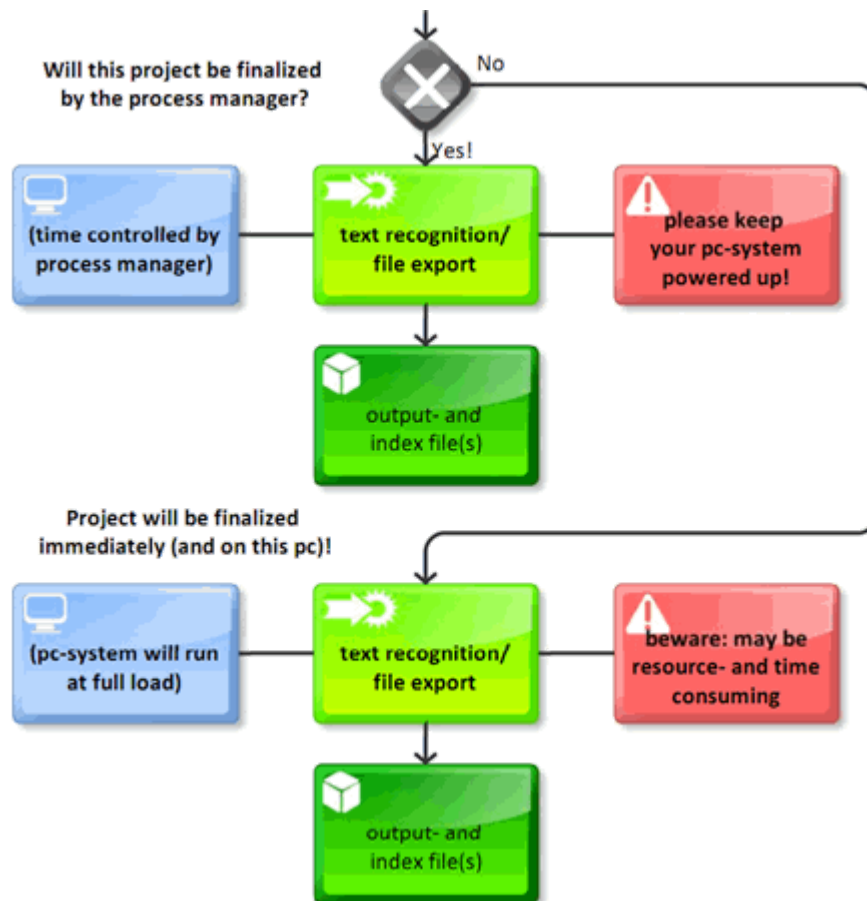 Will this project be finalized
by the process manager?
No
Yes!
(time controlled by
process manager)
text recognition/
file export
please keep
your pc-system
powered up!
output- and
index file(s)
Project will be finalized
immediately (and on this pc)!
(pc-system will run
at full load)
text recognition/
file export
beware: may be
resource- and time
consuming
output- and
index file(s)